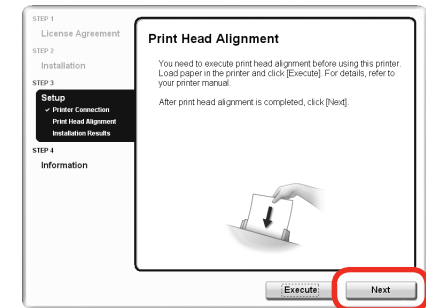 STEP 1
License Agreement
STEP 2
Installation
STEP 3
Setup
✓ Printer Connection
Print Head Alignment
Installation Results
STEP 4
Information
Print Head Alignment
You need to execute print head alignment before using this printer.
Load paper in the printer and click [Execute]. For details, refer to
your printer manual.
After print head alignment is completed, click [Next].
Execute
Next